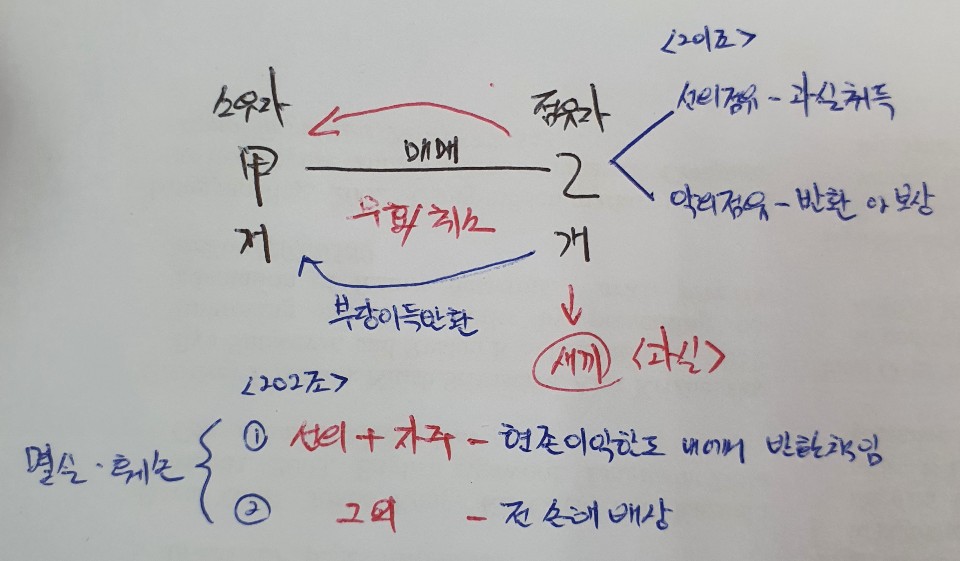 <201조>
소유자
점유자
선의점유 - 과실취득
甲
매매
乙
무효/취소
악의점유 - 반환 or 보상
개
부당이득반환
새끼 <과실>
<202조>
멸실·훼손
① 선의 + 자주 - 현존이익한도 내에서 반환책임
② 그외 - 전 손해 배상